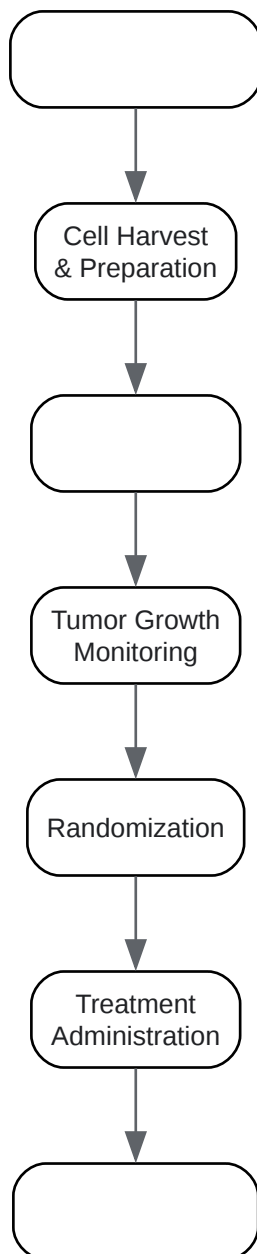 Cell Harvest
& Preparation
Tumor Growth
Monitoring
Randomization
Treatment
Administration